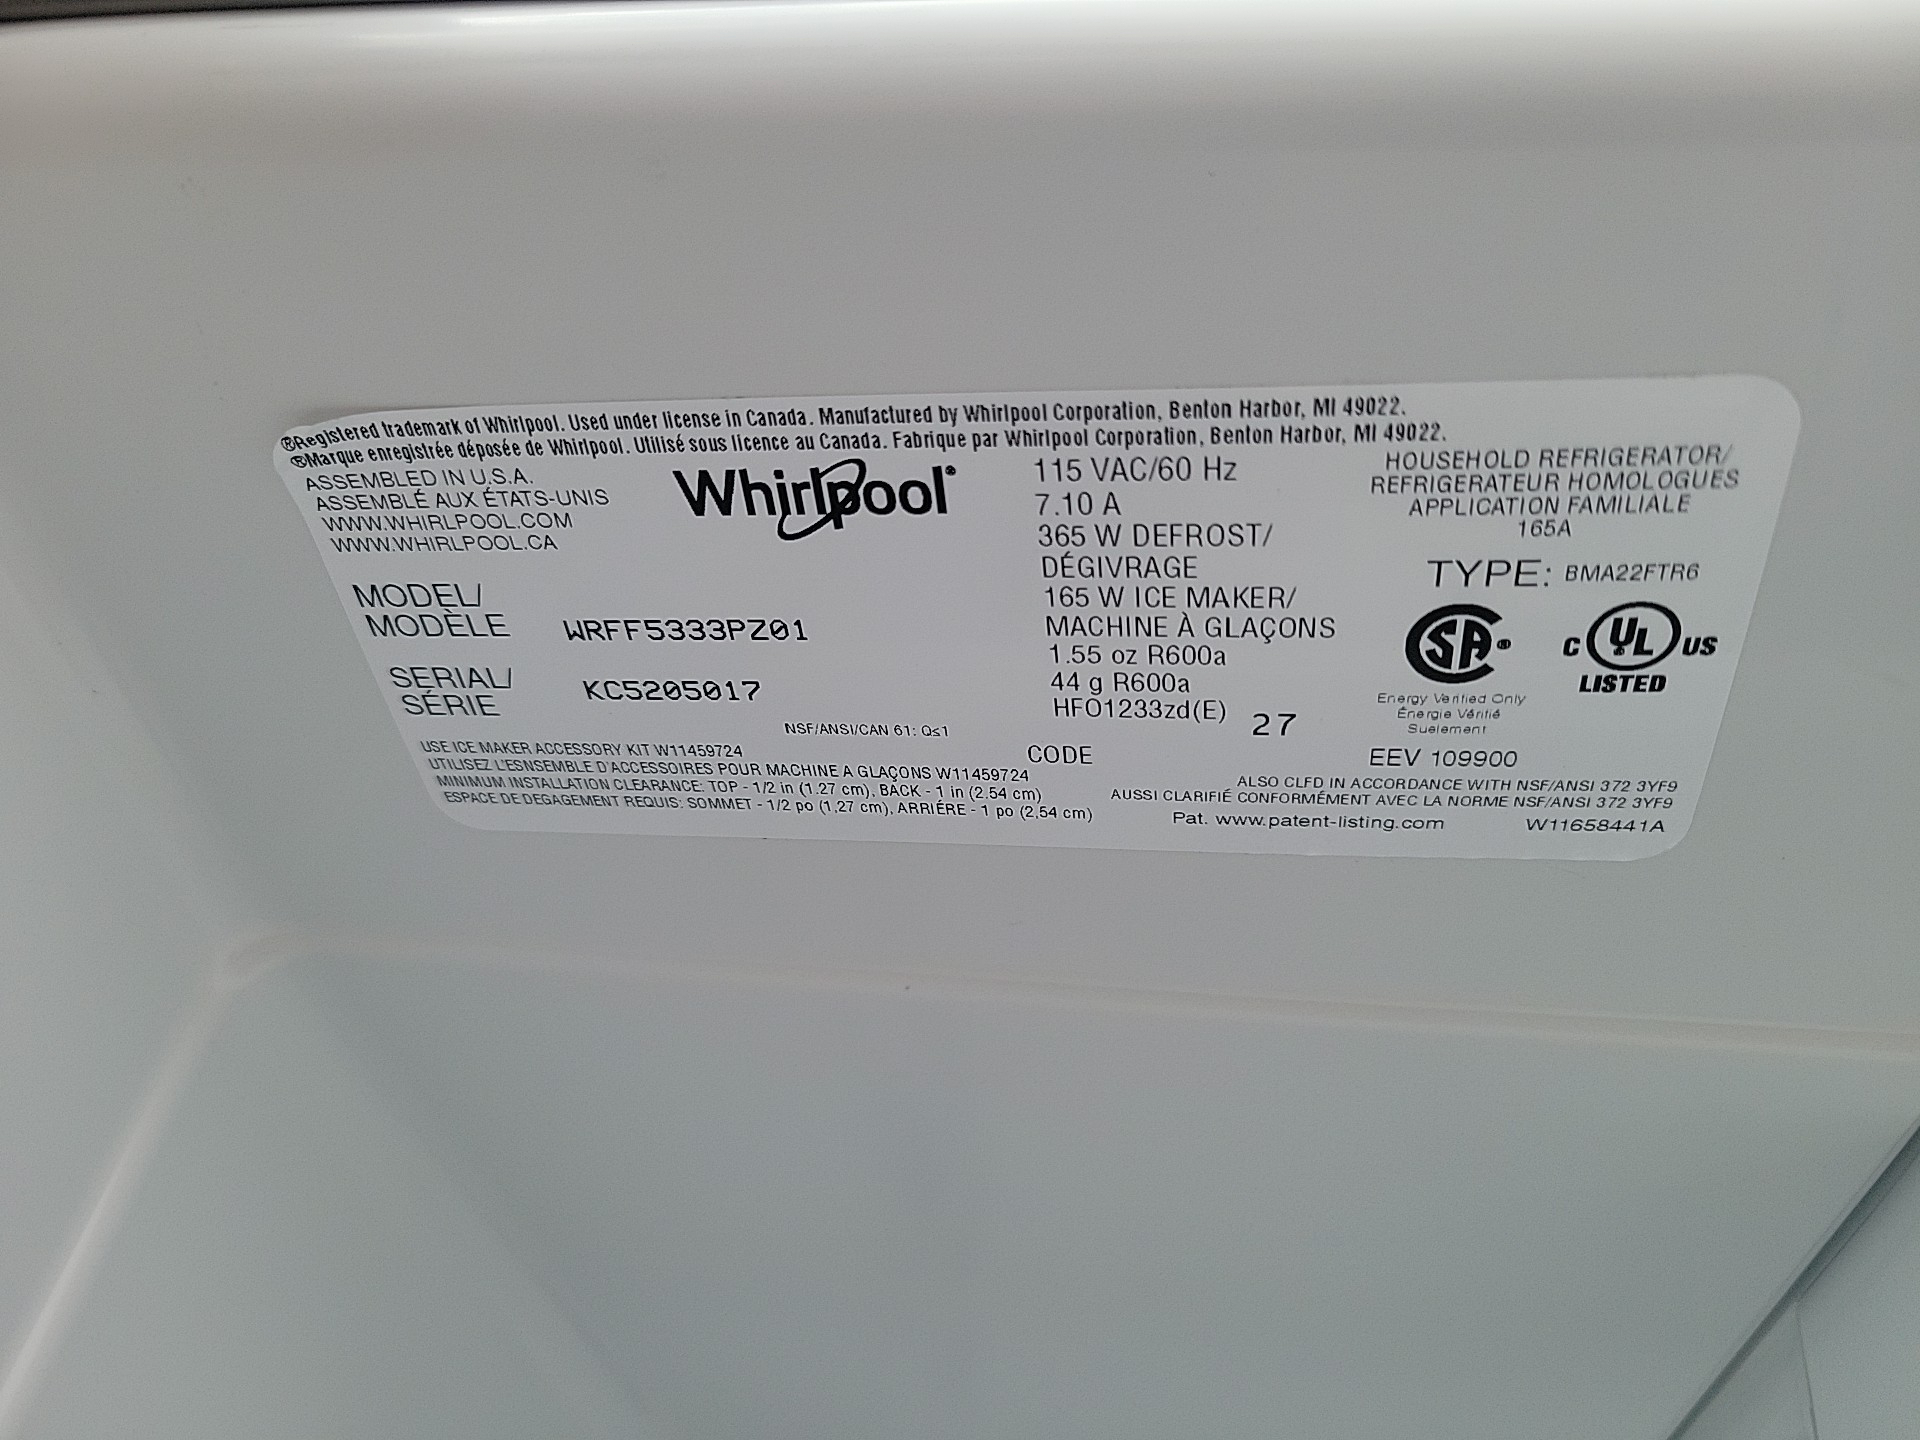 ®Registered trademark of Whirlpool. Used under license in Canada. Manufactured by Whirlpool Corporation, Benton Harbor, MI 49022.
®Marque enregistrée déposée de Whirlpool. Utilisé sous licence au Canada. Fabrique par Whirlpool Corporation, Benton Harbor, MI 49022.
ASSEMBLED IN U.S.A.
ASSEMBLÉ AUX ÉTATS-UNIS
WWW.WHIRLPOOL.COM
WWW.WHIRLPOOL.CA
Whirlpool®
MODEL/
MODÈLE WRFF5333PZ01
SERIAL/
SÉRIE KC5205017
NSF/ANSI/CAN 61: Q≤1
115 VAC/60 Hz
7.10 A
365 W DEFROST/
DÉGIVRAGE
165 W ICE MAKER/
MACHINE À GLAÇONS
1.55 oz R600a
44 g R600a
HFO1233zd(E)
27
CODE
HOUSEHOLD REFRIGERATOR/
REFRIGERATEUR HOMOLOGUES
APPLICATION FAMILIALE
165A
TYPE: BMA22FTR6
SA®
Energy Verified Only
Énergie Vérifié
Suelement
C UL US
LISTED
EEV 109900
USE ICE MAKER ACCESSORY KIT W11459724
UTILISEZ L'ESNSEMBLE D'ACCESSOIRES POUR MACHINE A GLAÇONS W11459724
MINIMUM INSTALLATION CLEARANCE: TOP - 1/2 in (1.27 cm), BACK - 1 in (2.54 cm)
ESPACE DE DEGAGEMENT REQUIS: SOMMET - 1/2 po (1,27 cm), ARRIÉRE - 1 po (2,54 cm)
ALSO CLFD IN ACCORDANCE WITH NSF/ANSI 372 3YF9
AUSSI CLARIFIÉ CONFORMÉMENT AVEC LA NORME NSF/ANSI 372 3YF9
Pat. www.patent-listing.com W11658441A